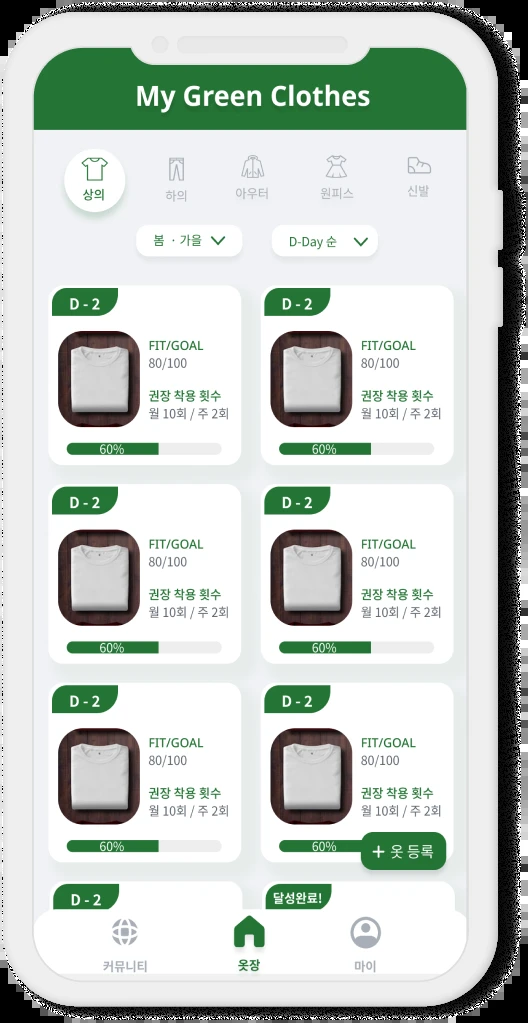 My Green Clothes
상의
하의
아우터
원피스
신발
봄 · 가을
D-Day 순
D - 2
FIT/GOAL
80/100
권장 착용 횟수
월 10회 / 주 2회
60%
D - 2
FIT/GOAL
80/100
권장 착용 횟수
월 10회 / 주 2회
60%
D - 2
FIT/GOAL
80/100
권장 착용 횟수
월 10회 / 주 2회
60%
D - 2
FIT/GOAL
80/100
권장 착용 횟수
월 10회 / 주 2회
60%
D - 2
FIT/GOAL
80/100
권장 착용 횟수
월 10회 / 주 2회
60%
D - 2
FIT/GOAL
80/100
권장 착용 횟수
월 10회 / 주 2회
60%
+ 옷 등록
D - 2
달성완료!
커뮤니티
옷장
마이